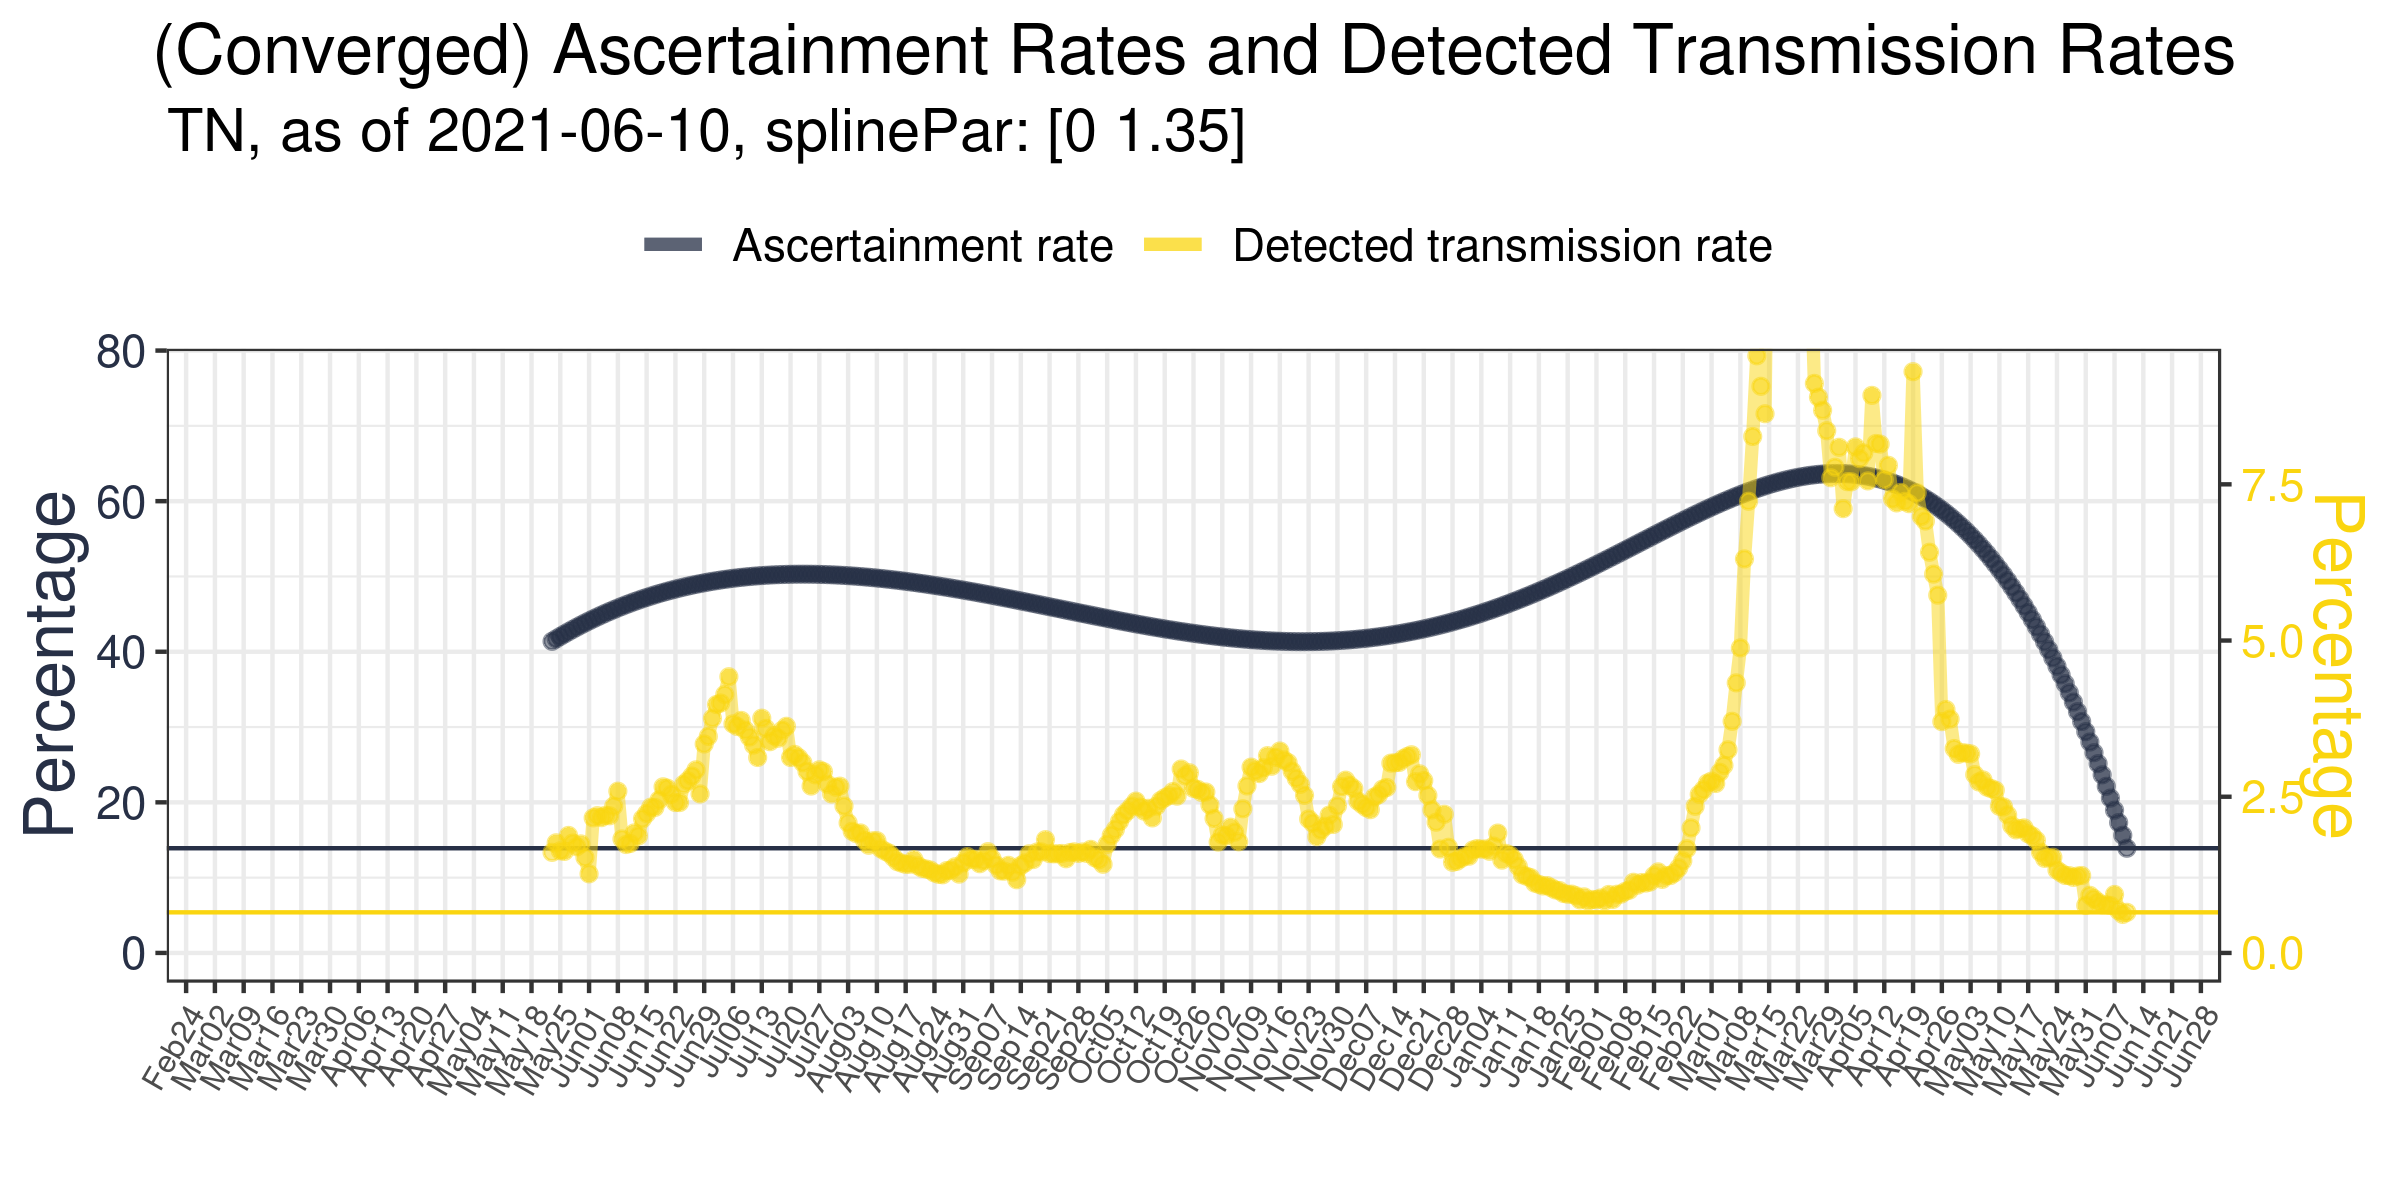 (Converged) Ascertainment Rates and Detected Transmission Rates
TN, as of 2021-06-10, splinePar: [0 1.35]
Ascertainment rate
Detected transmission rate
Percentage
80
60
40
20
0
7.5
5.0
2.5
0.0
Percentage
Feb24
Mar02
Mar09
Mar16
Mar23
Mar30
Apr06
Apr13
Apr20
Apr27
May04
May11
May18
May25
Jun01
Jun08
Jun15
Jun22
Jun29
Jul06
Jul13
Jul20
Jul27
Aug03
Aug10
Aug17
Aug24
Aug31
Sep07
Sep14
Sep21
Sep28
Oct05
Oct12
Oct19
Oct26
Nov02
Nov09
Nov16
Nov23
Nov30
Dec07
Dec14
Dec21
Dec28
Jan04
Jan11
Jan18
Jan25
Feb01
Feb08
Feb15
Feb22
Mar01
Mar08
Mar15
Mar22
Mar29
Apr05
Apr12
Apr19
Apr26
May03
May10
May17
May24
May31
Jun07
Jun14
Jun21
Jun28